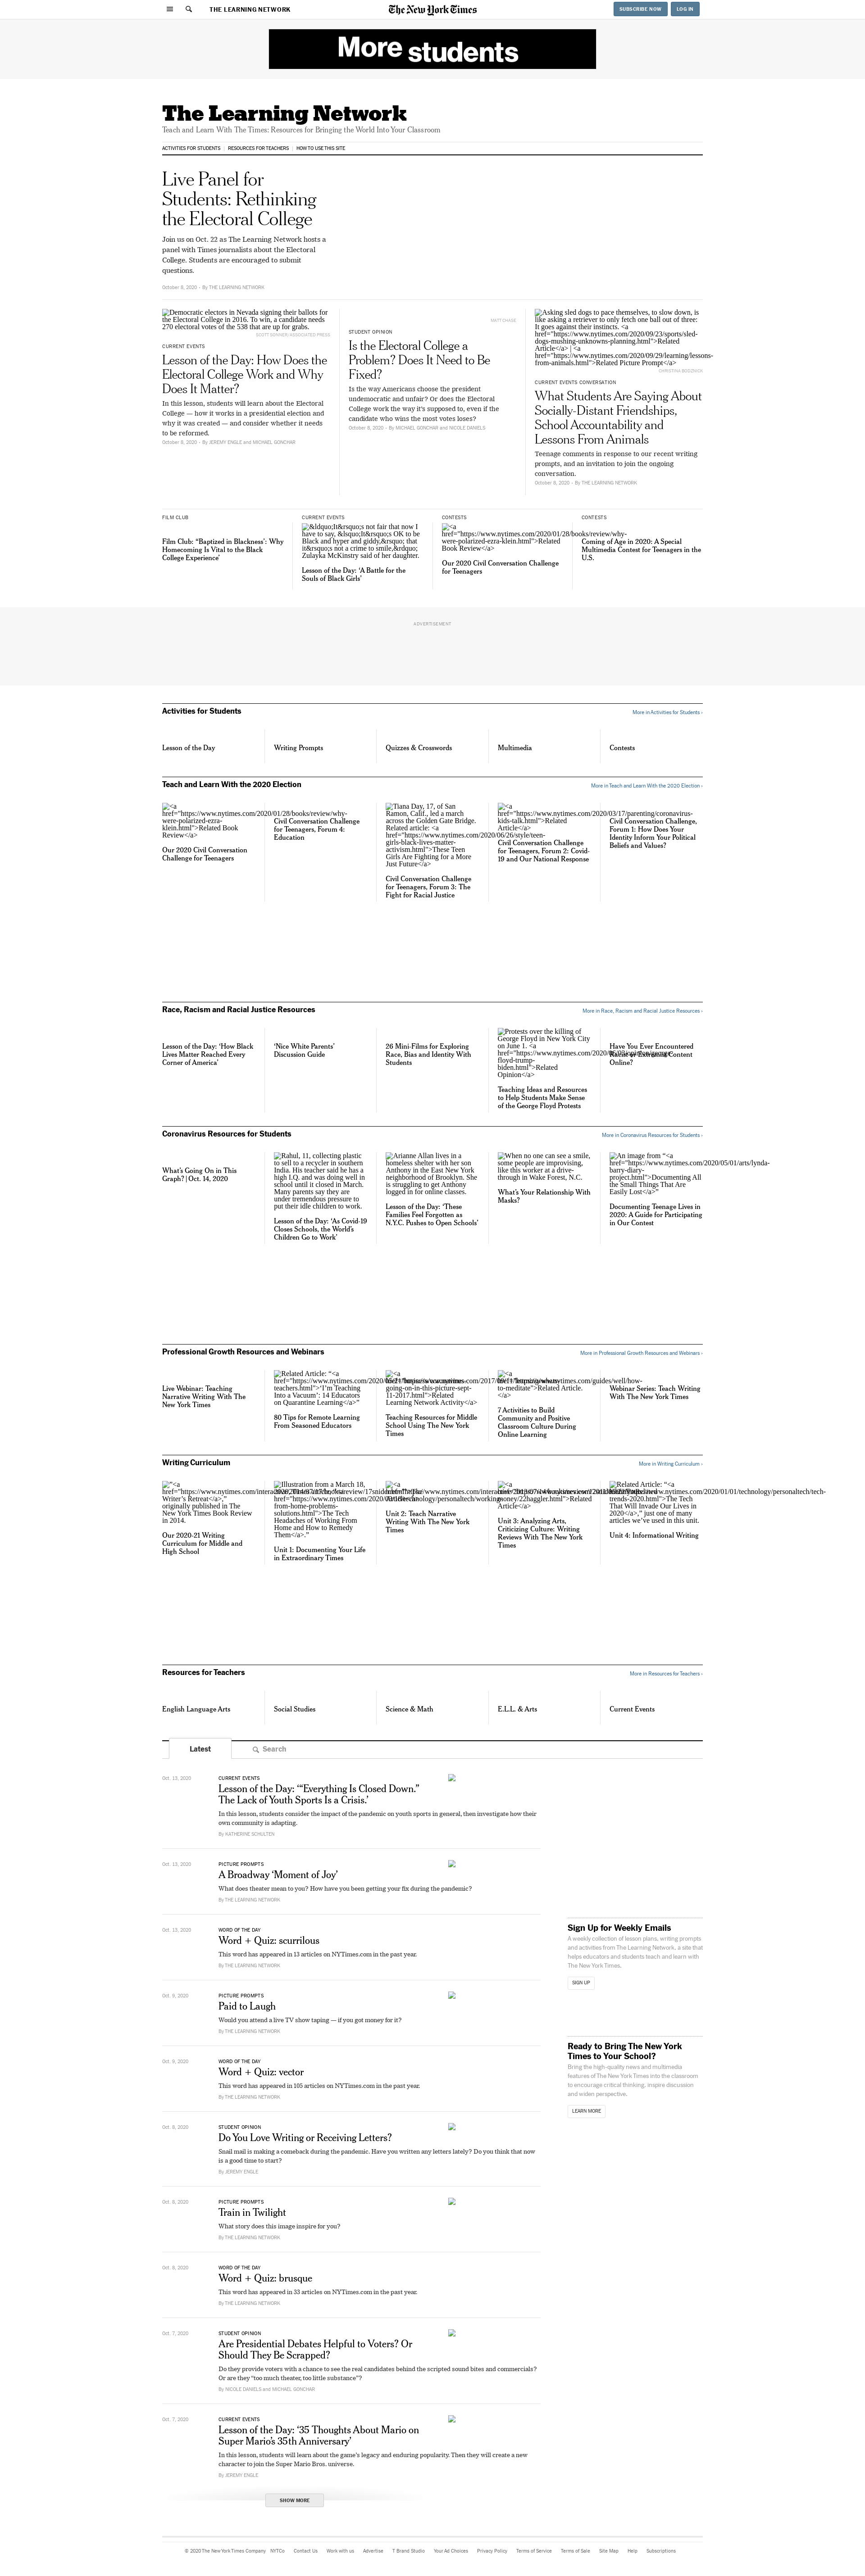 THE LEARNING NETWORK
The New York Times
SUBSCRIBE NOW
LOG IN
More students
The Learning Network
Teach and Learn With The Times: Resources for Bringing the World Into Your Classroom
ACTIVITIES FOR STUDENTS
RESOURCES FOR TEACHERS
HOW TO USE THIS SITE
Live Panel for
Students: Rethinking
the Electoral College
Join us on Oct. 22 as The Learning Network hosts a
panel with Times journalists about the Electoral
College. Students are encouraged to submit
questions.
October 8, 2020 - By THE LEARNING NETWORK
Democratic electors in Nevada signing their ballots for
the Electoral College in 2016. To win, a candidate needs
270 electoral votes of the 538 that are up for grabs.
SCOTT SONNER/ASSOCIATED PRESS
CURRENT EVENTS
Lesson of the Day: How Does the
Electoral College Work and Why
Does It Matter?
In this lesson, students will learn about the Electoral
College — how it works in a presidential election and
why it was created — and consider whether it needs
to be reformed.
October 8, 2020 - By JEREMY ENGLE and MICHAEL GONCHAR
MATT CHASE
STUDENT OPINION
Is the Electoral College a
Problem? Does It Need to Be
Fixed?
Is the way Americans choose the president
undemocratic and unfair? Or does the Electoral
College work the way it's supposed to, even if the
candidate who wins the most votes loses?
October 8, 2020 - By MICHAEL GONCHAR and NICOLE DANIELS
Asking sled dogs to pace themselves, to slow down, is
like asking a retriever to only fetch one ball out of three:
It goes against their instincts. <a
href="https://www.nytimes.com/2020/09/23/sports/sled-
dogs-mushing-unknowns-planning.html">Related
Article</a> | <a
href="https://www.nytimes.com/2020/09/29/learning/lessons-
from-animals.html">Related Picture Prompt</a>
CURRENT EVENTS CONVERSATION
What Students Are Saying About
Socially-Distant Friendships,
School Accountability and
Lessons From Animals
Teenage comments in response to our recent writing
prompts, and an invitation to join the ongoing
conversation.
October 8, 2020 - By THE LEARNING NETWORK
FILM CLUB
Film Club: “‘Baptized in Blackness’: Why
Homecoming Is Vital to the Black
College Experience’
CURRENT EVENTS
&ldquo;It&rsquo;s not fair that now I
have to say, &lsquo;It&rsquo;s OK to be
Black and hyper and giddy,&rsquo; that
it&rsquo;s not a crime to smile,&rdquo;
Zulayka McKinstry said of her daughter.
Lesson of the Day: ‘A Battle for the
Souls of Black Girls’
CONTESTS
<a
href="https://www.nytimes.com/2020/01/28/books/review/why-
were-polarized-ezra-klein.html">Related
Book Review</a>
Our 2020 Civil Conversation Challenge
for Teenagers
CONTESTS
Coming of Age in 2020: A Special
Multimedia Contest for Teenagers in the
U.S.
ADVERTISEMENT
Activities for Students
More in Activities for Students ›
Lesson of the Day
Writing Prompts
Quizzes & Crosswords
Multimedia
Contests
Teach and Learn With the 2020 Election
More in Teach and Learn With the 2020 Election ›
<a
href="https://www.nytimes.com/2020/01/28/books/review/why-
were-polarized-ezra-
klein.html">Related Book
Review</a>
Our 2020 Civil Conversation
Challenge for Teenagers
Civil Conversation Challenge
for Teenagers, Forum 4:
Education
Tiana Day, 17, of San
Ramon, Calif., led a march
across the Golden Gate Bridge.
Related article: <a
href="https://www.nytimes.com/2020/06/26/style/teen-
girls-black-lives-matter-
activism.html">These Teen
Girls Are Fighting for a More
Just Future</a>
Civil Conversation Challenge
for Teenagers, Forum 3: The
Fight for Racial Justice
<a
href="https://www.nytimes.com/2020/03/17/parenting/coronavirus-
kids-talk.html">Related
Article</a>
Civil Conversation Challenge
for Teenagers, Forum 2: Covid-
19 and Our National Response
Civil Conversation Challenge,
Forum 1: How Does Your
Identity Inform Your Political
Beliefs and Values?
Race, Racism and Racial Justice Resources
More in Race, Racism and Racial Justice Resources ›
Lesson of the Day: ‘How Black
Lives Matter Reached Every
Corner of America’
‘Nice White Parents’
Discussion Guide
26 Mini-Films for Exploring
Race, Bias and Identity With
Students
Protests over the killing of
George Floyd in New York City
on June 1. <a
floyd-trump-
biden.html">Related
Opinion</a>
Teaching Ideas and Resources
to Help Students Make Sense
of the George Floyd Protests
Have You Ever Encountered
Racist or Extremist Content
Online?
Coronavirus Resources for Students
More in Coronavirus Resources for Students ›
What's Going On in This
Graph? | Oct. 14, 2020
Rahul, 11, collecting plastic
to sell to a recycler in southern
India. His teacher said he has a
high I.Q. and was doing well in
school until it closed in March.
Many parents say they are
under tremendous pressure to
put their idle children to work.
Lesson of the Day: ‘As Covid-19
Closes Schools, the World's
Children Go to Work’
Arianne Allan lives in a
homeless shelter with her son
Anthony in the East New York
neighborhood of Brooklyn. She
is struggling to get Anthony
logged in for online classes.
Lesson of the Day: ‘These
Families Feel Forgotten as
N.Y.C. Pushes to Open Schools’
When no one can see a smile,
some people are improvising,
like this worker at a drive-
through in Wake Forest, N.C.
What's Your Relationship With
Masks?
An image from “<a
href="https://www.nytimes.com/2020/05/01/arts/lynda-
barry-diary-
project.html">Documenting All
the Small Things That Are
Easily Lost</a>”
Documenting Teenage Lives in
2020: A Guide for Participating
in Our Contest
Professional Growth Resources and Webinars
More in Professional Growth Resources and Webinars ›
Live Webinar: Teaching
Narrative Writing With The
New York Times
Related Article: “<a
teachers.html">‘I’m Teaching
Into a Vacuum’: 14 Educators
on Quarantine Learning</a>”
80 Tips for Remote Learning
From Seasoned Educators
<a
going-on-in-this-picture-sept-
11-2017.html">Related
Learning Network Activity</a>
Teaching Resources for Middle
School Using The New York
Times
<a
to-meditate">Related Article.
</a>
7 Activities to Build
Community and Positive
Classroom Culture During
Online Learning
Webinar Series: Teach Writing
With The New York Times
Writing Curriculum
More in Writing Curriculum ›
“<a
Writer's Retreat</a>,”
originally published in The
New York Times Book Review
in 2014.
Our 2020-21 Writing
Curriculum for Middle and
High School
Illustration from a March 18,
from-home-problems-
solutions.html">The Tech
Headaches of Working From
Home and How to Remedy
Them</a>.”
Unit 1: Documenting Your Life
in Extraordinary Times
<a
Unit 2: Teach Narrative
Writing With The New York
Times
<a
money/22haggler.html">Related
Article</a>
Unit 3: Analyzing Arts,
Criticizing Culture: Writing
Reviews With The New York
Times
Related Article: “<a
trends-2020.html">The Tech
That Will Invade Our Lives in
2020</a>,” just one of many
articles we've used in this unit.
Unit 4: Informational Writing
Resources for Teachers
More in Resources for Teachers ›
English Language Arts
Social Studies
Science & Math
E.L.L. & Arts
Current Events
Latest
Search
Oct. 13, 2020
CURRENT EVENTS
Lesson of the Day: ‘“Everything Is Closed Down.”
The Lack of Youth Sports Is a Crisis.’
In this lesson, students consider the impact of the pandemic on youth sports in general, then investigate how their
own community is adapting.
By KATHERINE SCHULTEN
Oct. 13, 2020
PICTURE PROMPTS
A Broadway ‘Moment of Joy’
What does theater mean to you? How have you been getting your fix during the pandemic?
By THE LEARNING NETWORK
Oct. 13, 2020
WORD OF THE DAY
Word + Quiz: scurrilous
This word has appeared in 13 articles on NYTimes.com in the past year.
By THE LEARNING NETWORK
Oct. 9, 2020
PICTURE PROMPTS
Paid to Laugh
Would you attend a live TV show taping — if you got money for it?
By THE LEARNING NETWORK
WORD OF THE DAY
Word + Quiz: vector
This word has appeared in 105 articles on NYTimes.com in the past year.
By THE LEARNING NETWORK
Oct. 8, 2020
STUDENT OPINION
Do You Love Writing or Receiving Letters?
Snail mail is making a comeback during the pandemic. Have you written any letters lately? Do you think that now
is a good time to start?
By JEREMY ENGLE
Oct. 8, 2020
PICTURE PROMPTS
Train in Twilight
What story does this image inspire for you?
By THE LEARNING NETWORK
Oct. 8, 2020
WORD OF THE DAY
Word + Quiz: brusque
This word has appeared in 33 articles on NYTimes.com in the past year.
By THE LEARNING NETWORK
Oct. 7, 2020
STUDENT OPINION
Are Presidential Debates Helpful to Voters? Or
Should They Be Scrapped?
Do they provide voters with a chance to see the real candidates behind the scripted sound bites and commercials?
Or are they “too much theater, too little substance”?
By NICOLE DANIELS and MICHAEL GONCHAR
Oct. 7, 2020
CURRENT EVENTS
Lesson of the Day: ‘35 Thoughts About Mario on
Super Mario's 35th Anniversary’
In this lesson, students will learn about the game's legacy and enduring popularity. Then they will create a new
character to join the Super Mario Bros. universe.
By JEREMY ENGLE
SHOW MORE
Sign Up for Weekly Emails
A weekly collection of lesson plans, writing prompts
and activities from The Learning Network, a site that
helps educators and students teach and learn with
The New York Times.
SIGN UP
Ready to Bring The New York
Times to Your School?
Bring the high-quality news and multimedia
features of The New York Times into the classroom
to encourage critical thinking, inspire discussion
and widen perspective.
LEARN MORE
© 2020 The New York Times Company
NYTCo
Contact Us
Work with us
Advertise
T Brand Studio
Your Ad Choices
Privacy Policy
Terms of Service
Terms of Sale
Site Map
Help
Subscriptions